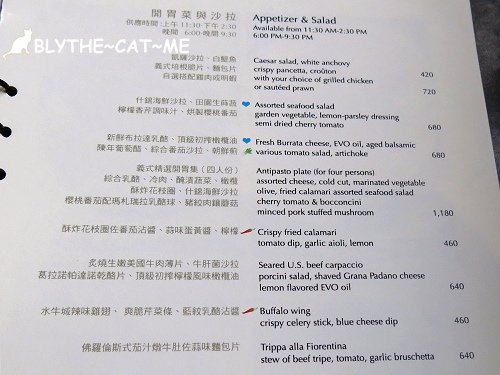 BLYTHE~CAT~ME
開胃菜與沙拉
供應時間:上午 11:30-下午 2:30
晚間 6:00-晚間 9:30
Appetizer & Salad
Available from 11:30 AM-2:30 PM
6:00 PM-9:30 PM
凱薩沙拉、白鯷魚
義式培根脆片、麵包片
自選搭配雞肉或明蝦
Caesar salad, white anchovy
crispy pancetta, croûton
with your choice of grilled chicken 420
or sautéed prawn 720
什錦海鮮沙拉、田園生時蔬
檸檬香芹調味汁、烘製櫻桃番茄
Assorted seafood salad
garden vegetable, lemon-parsley dressing
semi dried cherry tomato 680
新鮮布拉達乳酪、頂級初搾橄欖油
陳年葡萄醋、綜合番茄沙拉、朝鮮薊
Fresh Burrata cheese, EVO oil, aged balsamic
various tomato salad, artichoke 680
義式精選開胃集（四人份）
綜合乳酪、冷肉、醃漬蔬菜、橄欖
酥炸花枝圈、什錦海鮮沙拉
櫻桃番茄配瑪札瑞拉乳酪球、豬絞肉鑲蘑菇
Antipasto plate (for four persons)
assorted cheese, cold cut, marinated vegetable
olive, fried calamari assorted seafood salad
cherry tomato & bocconcini
minced pork stuffed mushroom 1,180
酥炸花枝圈佐番茄沾醬、蒜味蛋黃醬、檸檬
Crispy fried calamari
tomato dip, garlic aioli, lemon 460
炙燒生嫩美國牛肉薄片、牛肝菌沙拉
葛拉諾帕達諾乾酪片、頂級初搾檸檬風味橄欖油
Seared U.S. beef carpaccio
porcini salad, shaved Grana Padano cheese
lemon flavored EVO oil 640
水牛城辣味雞翅、爽脆芹菜條、藍紋乳酪沾醬
Buffalo wing
crispy celery stick, blue cheese dip 460
佛羅倫斯式茄汁燉牛肚佐蒜味麵包片
Trippa alla Fiorentina
stew of beef tripe, tomato, garlic bruschetta 640